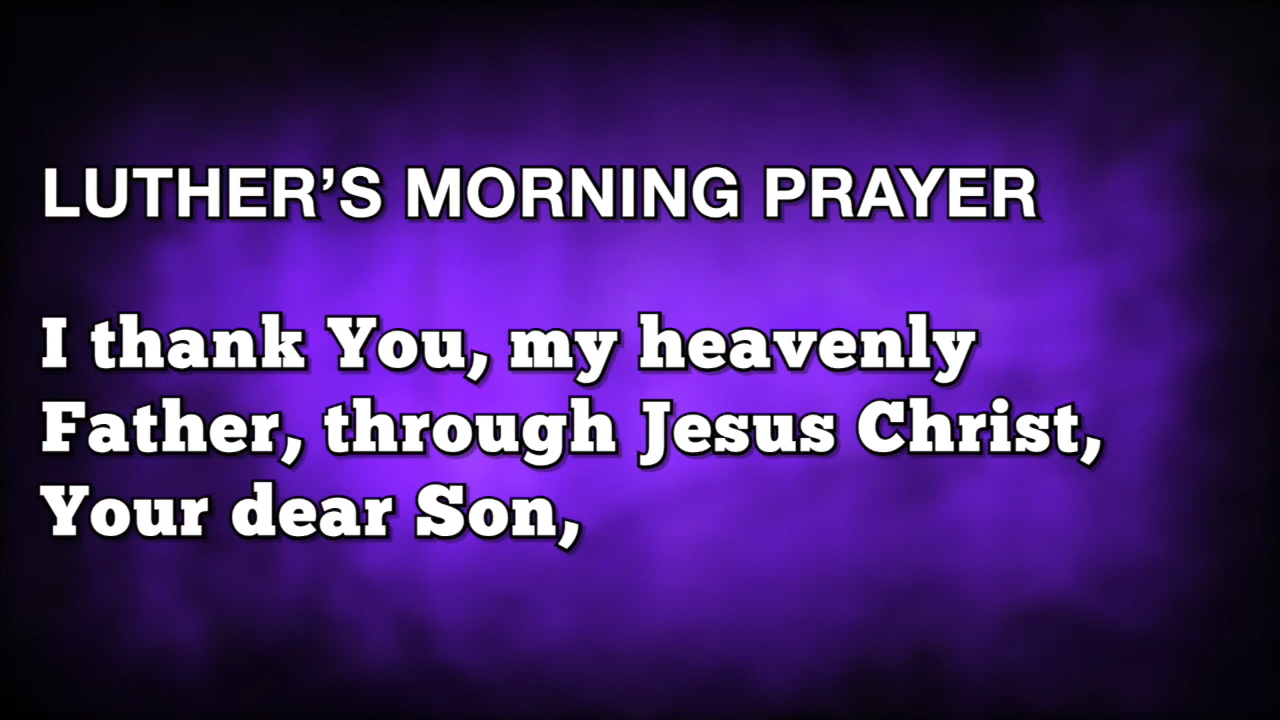 LUTHER’S MORNING PRAYER
I thank You, my heavenly
Father, through Jesus Christ,
Your dear Son,